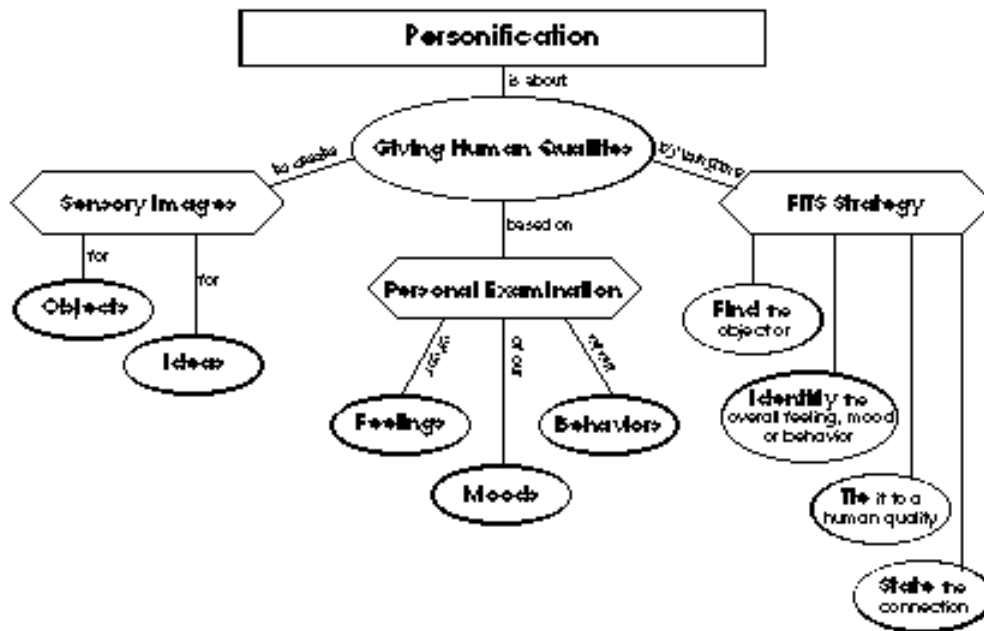 Personification
is about
Giving Human Qualities
to create
by using the
Sensory Images
FITS Strategy
based on
for
for
Personal Examination
Objects
Ideas
of our
of our
Find the
object or
Identify the
overall feeling, mood
or behavior
Feelings
Behaviors
Moods
Tie it to a
human quality
State the
connection